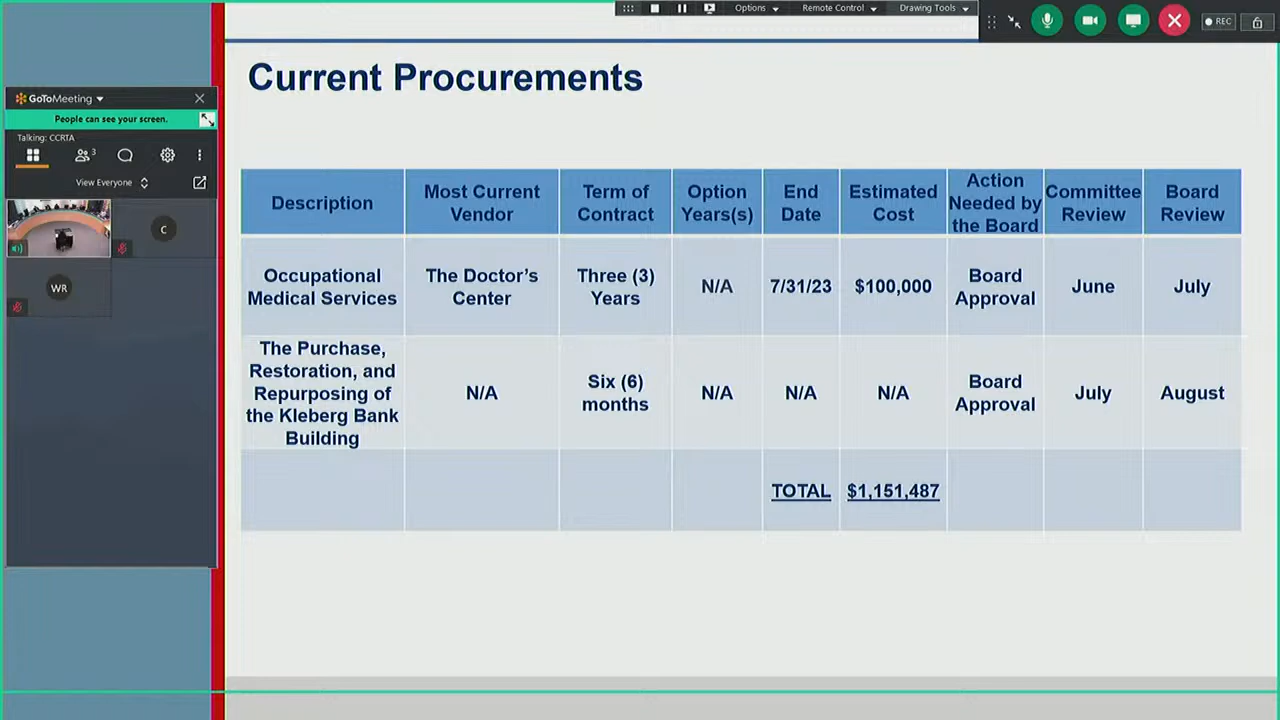 Options
Remote Control
Drawing Tools
REC
Current Procurements
GoToMeeting
People can see your screen.
Talking: CCRTA
3
View Everyone
C
WR
Description
Most Current
Vendor
Term of
Contract
Option
Years(s)
End
Date
Estimated
Cost
Action
Needed by
the Board
Committee
Review
Board
Review
Occupational
Medical Services
The Doctor's
Center
Three (3)
Years
N/A
7/31/23
$100,000
Board
Approval
June
July
The Purchase,
Restoration, and
Repurposing of
the Kleberg Bank
Building
N/A
Six (6)
months
N/A
N/A
N/A
Board
Approval
July
August
TOTAL
$1,151,487